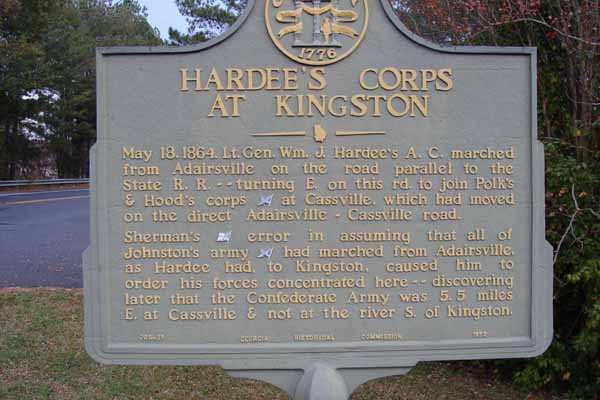 1776
HARDEE'S CORPS
AT KINGSTON
May 18, 1864, Lt. Gen. Wm. J. Hardee's A. C. marched
from Adairsville on the road parallel to the
State R. R. -- turning E. on this rd. to join Polk's
& Hood's corps at Cassville, which had moved
on the direct Adairsville - Cassville road.
Sherman's error in assuming that all of
Johnston's army had marched from Adairsville,
as Hardee had, to Kingston, caused him to
order his forces concentrated here -- discovering
later that the Confederate Army was 5.5 miles
E. at Cassville & not at the river S. of Kingston.
GEORGIA HISTORICAL COMMISSION